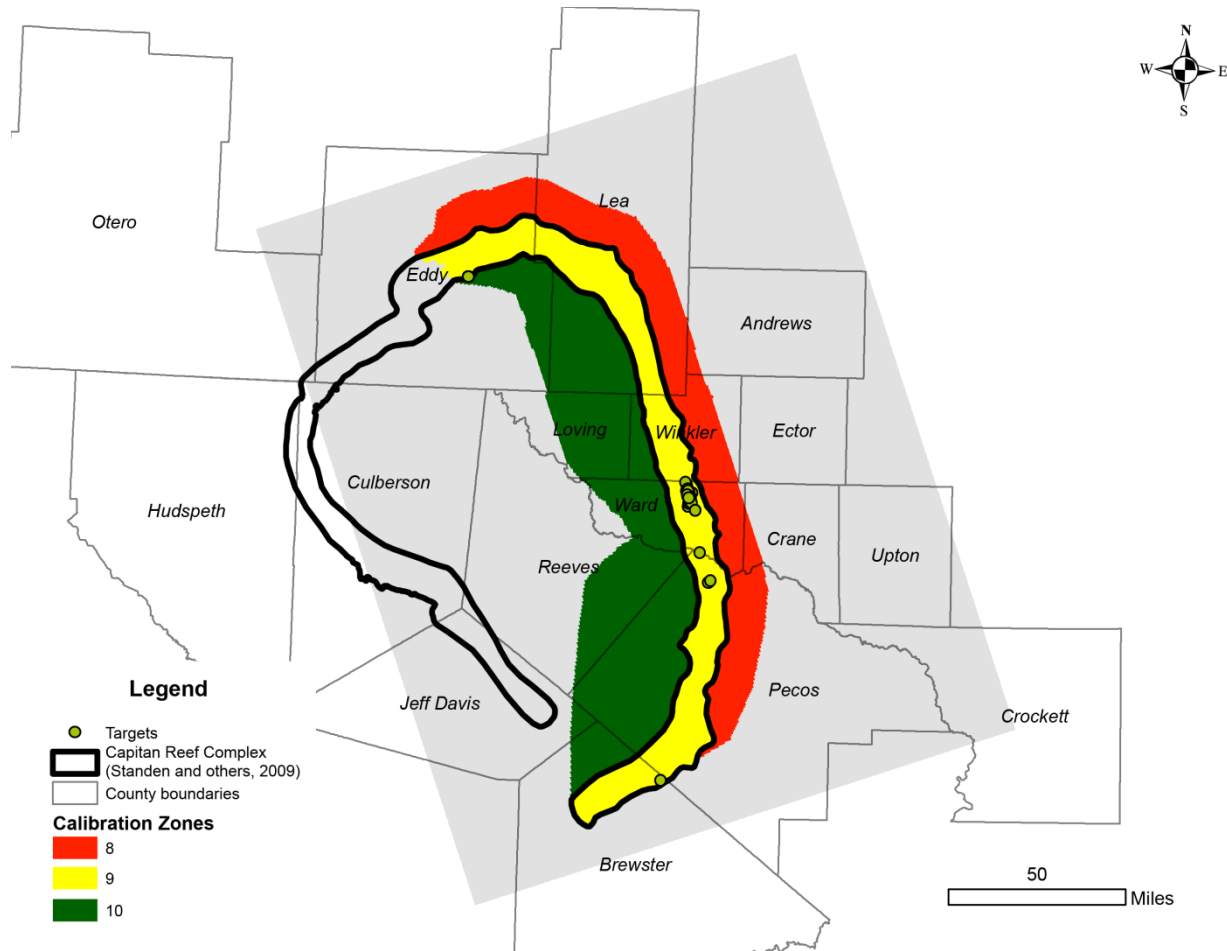 N
W
E
S
Lea
Otero
Eddy
Andrews
Loving
Winkler
Ector
Culberson
Hudspeth
Ward
Crane
Upton
Reeves
Pecos
Jeff Davis
Crockett
Brewster
Legend
Targets
Capitan Reef Complex
(Standen and others, 2009)
County boundaries
Calibration Zones
8
9
10
50
Miles